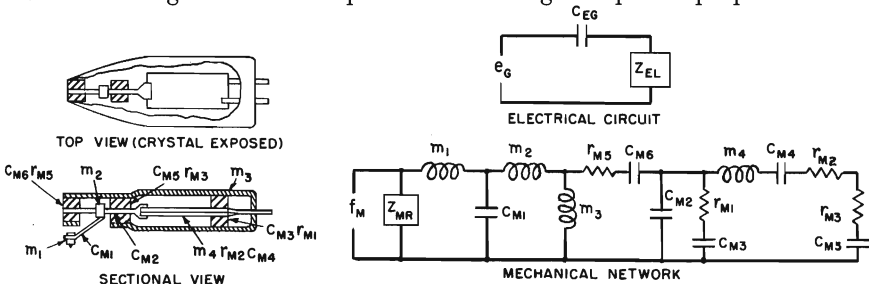 C_EG
e_G
Z_EL
ELECTRICAL CIRCUIT
TOP VIEW (CRYSTAL EXPOSED)
C_M6 r_M5
m_2
C_M5 r_M3
m_3
m_1
C_M1
C_M2
m_4 r_M2 C_M4
C_M3 r_M1
SECTIONAL VIEW
m_1
m_2
r_M5
C_M6
m_4
C_M4
r_M2
f_M
Z_MR
C_M1
m_3
C_M2
r_M1
r_M3
C_M3
C_M5
MECHANICAL NETWORK